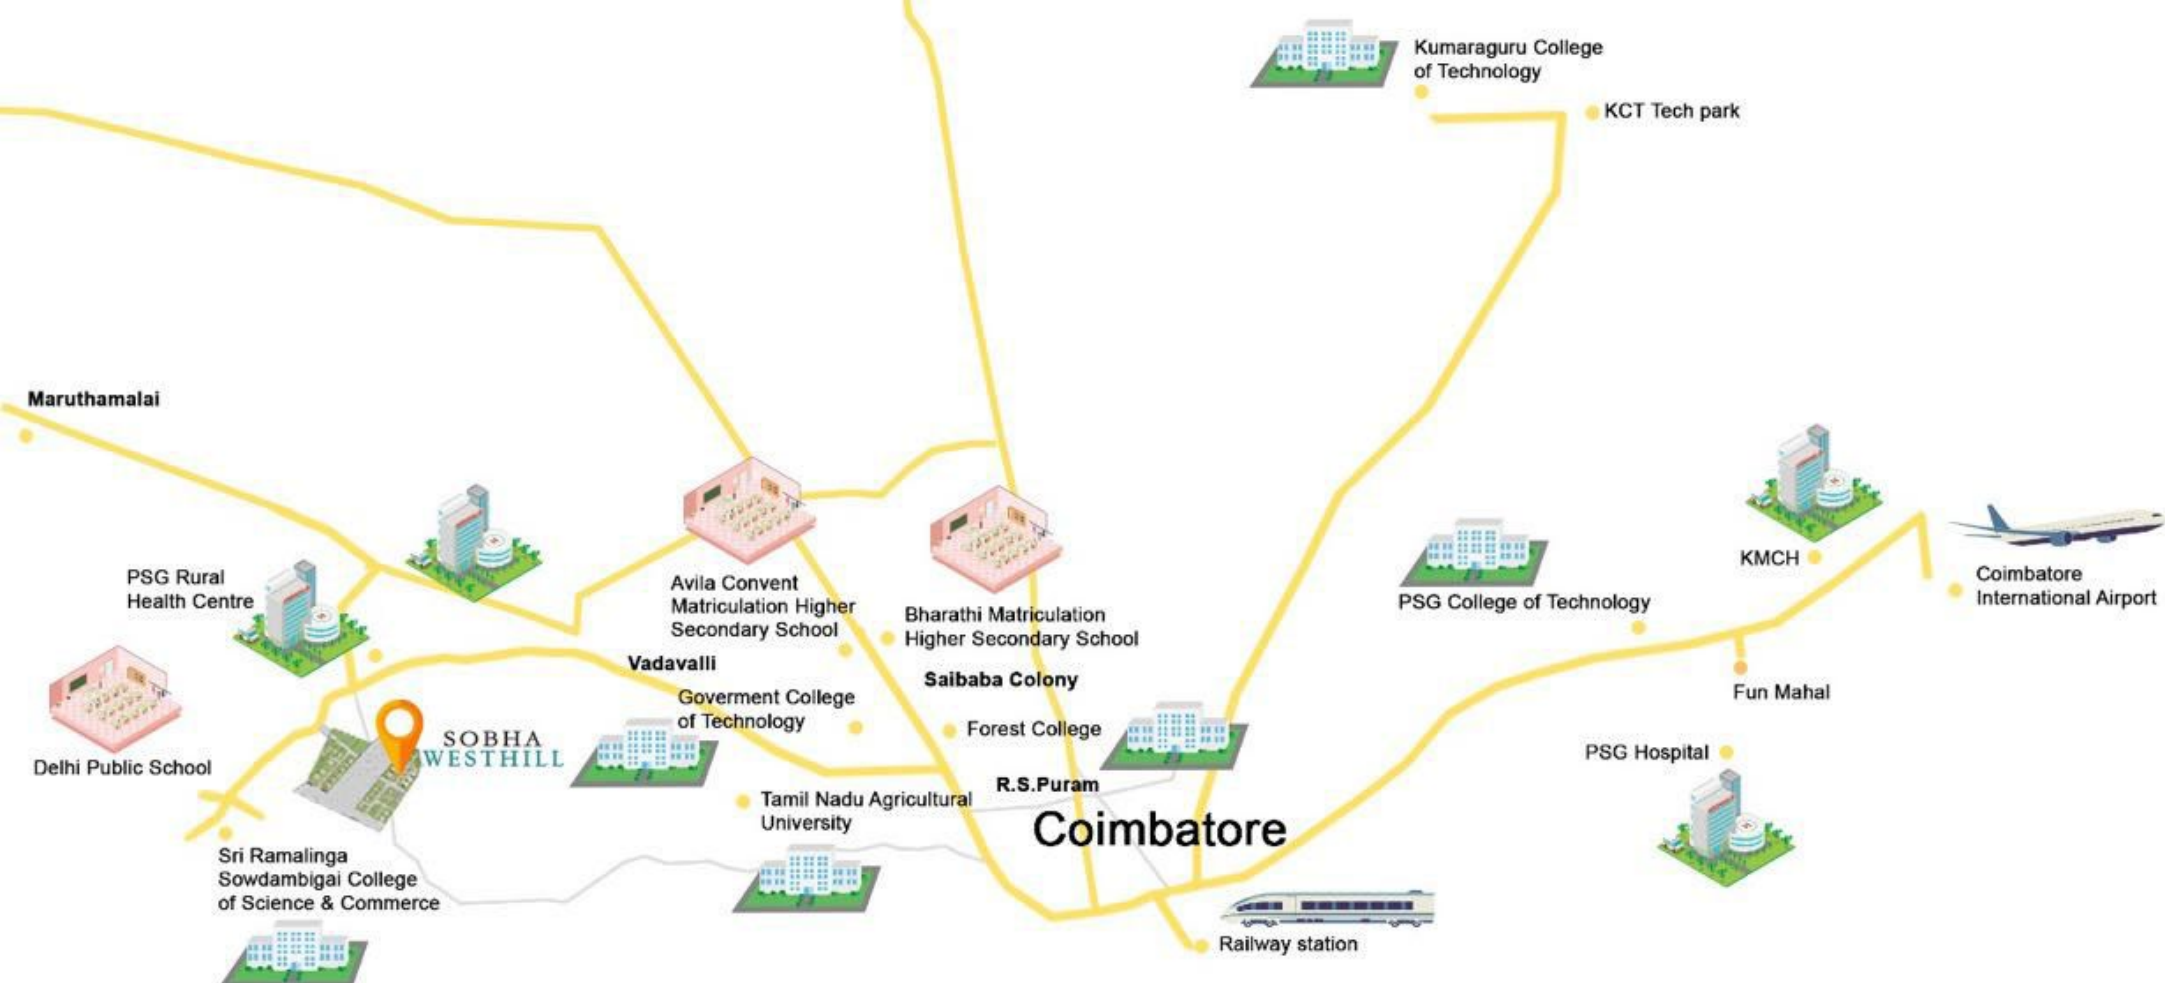 Kumaraguru College
of Technology
KCT Tech park
Maruthamalai
PSG Rural
Health Centre
Avila Convent
Matriculation Higher
Secondary School
Bharathi Matriculation
Higher Secondary School
KMCH
Coimbatore
International Airport
PSG College of Technology
Vadavalli
Saibaba Colony
Fun Mahal
Goverment College
of Technology
Forest College
SOBHA
WESTHILL
PSG Hospital
Delhi Public School
R.S.Puram
Tamil Nadu Agricultural
University
Coimbatore
Sri Ramalinga
Sowdambigai College
of Science & Commerce
Railway station